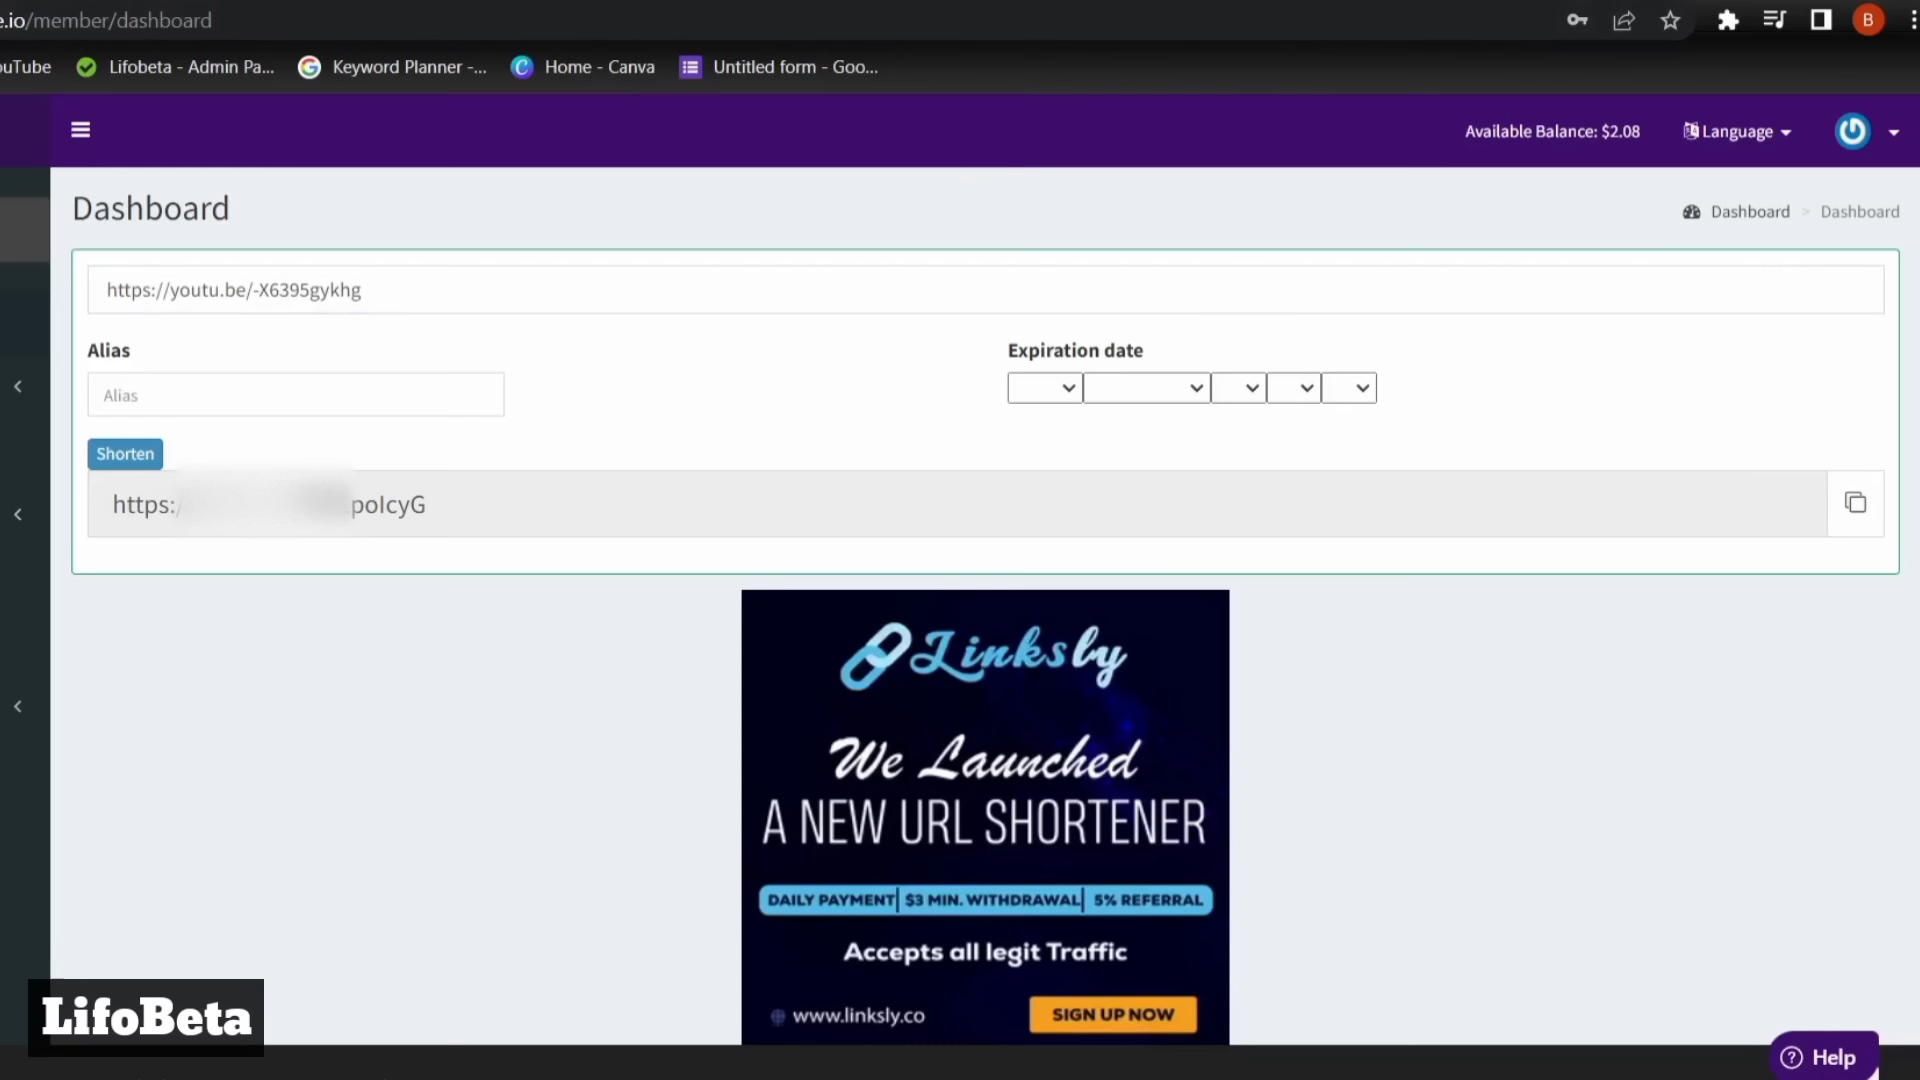 e.io/member/dashboard
B
ouTube
Lifobeta - Admin Pa...
Keyword Planner -...
Home - Canva
Untitled form - Goo...
Available Balance: $2.08
Language
Dashboard
Dashboard > Dashboard
https://youtu.be/-X6395gykhg
Alias
Expiration date
Alias
Shorten
https:/
poIcyG
Linksly
We Launched
A NEW URL SHORTENER
DAILY PAYMENT| $3 MIN. WITHDRAWAL| 5% REFERRAL
Accepts all legit Traffic
www.linksly.co
SIGN UP NOW
LifoBeta
Help